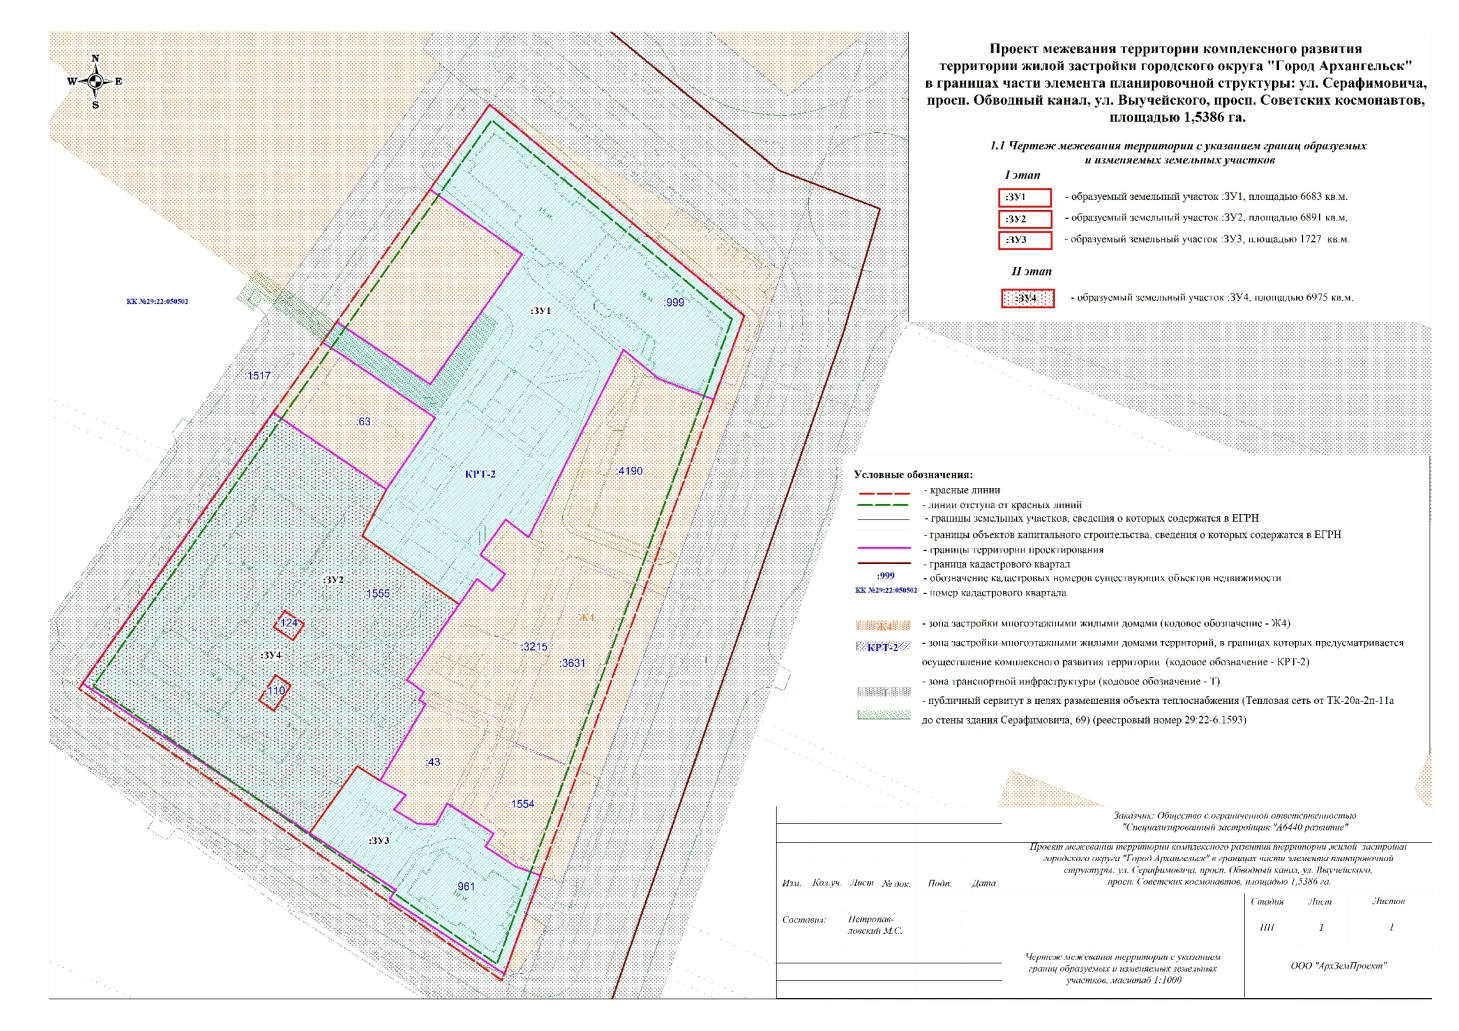 Проект межевания территории комплексного развития
территории жилой застройки городского округа "Город Архангельск"
в границах части элемента планировочной структуры: ул. Серафимовича,
просп. Обводный канал, ул. Выучейского, просп. Советских космонавтов,
площадью 1,5386 га.
1.1 Чертеж межевания территории с указанием границ образуемых
и изменяемых земельных участков
I этап
:ЗУ1 - образуемый земельный участок :ЗУ1, площадью 6683 кв.м.
:ЗУ2 - образуемый земельный участок :ЗУ2, площадью 6891 кв.м.
:ЗУ3 - образуемый земельный участок :ЗУ3, площадью 1727 кв.м.
II этап
:ЗУ4 - образуемый земельный участок :ЗУ4, площадью 6975 кв.м.
N
W E
S
КК №29:22:050502
:999
:ЗУ1
:1517
:63
:4190
КРТ-2
:ЗУ2
1555
124
Ж4
:3215
:ЗУ4
:3631
110
:43
1554
:ЗУ3
961
Условные обозначения:
- красные линии
- линии отступа от красных линий
- границы земельных участков, сведения о которых содержатся в ЕГРН
- границы объектов капитального строительства, сведения о которых содержатся в ЕГРН
- границы территории проектирования
- граница кадастрового квартал
:999 - обозначение кадастровых номеров существующих объектов недвижимости
КК №29:22:050502 - номер кадастрового квартала
Ж4 - зона застройки многоэтажными жилыми домами (кодовое обозначение - Ж4)
КРТ-2 - зона застройки многоэтажными жилыми домами территорий, в границах которых предусматривается
осуществление комплексного развития территории (кодовое обозначение - КРТ-2)
- зона транспортной инфраструктуры (кодовое обозначение - Т)
Т
- публичный сервитут в целях размещения объекта теплоснабжения (Тепловая сеть от ТК-20а-2п-11а
до стены здания Серафимовича, 69) (реестровый номер 29:22-6.1593)
Заказчик: Общество с ограниченной ответственностью
"Специализированный застройщик "А6440 развитие"
Проект межевания территории комплексного развития территории жилой застройки
городского округа "Город Архангельск" в границах части элемента планировочной
структуры: ул. Серафимовича, просп. Обводный канал, ул. Выучейского,
просп. Советских космонавтов, площадью 1,5386 га.
Изм. Кол.уч. Лист № док. Подп. Дата
Составил: Петропав-
ловский М.С.
Стадия Лист Листов
ПП 1 1
Чертеж межевания территории с указанием
границ образуемых и изменяемых земельных
участков, масштаб 1:1000
ООО "АрхЗемПроект"